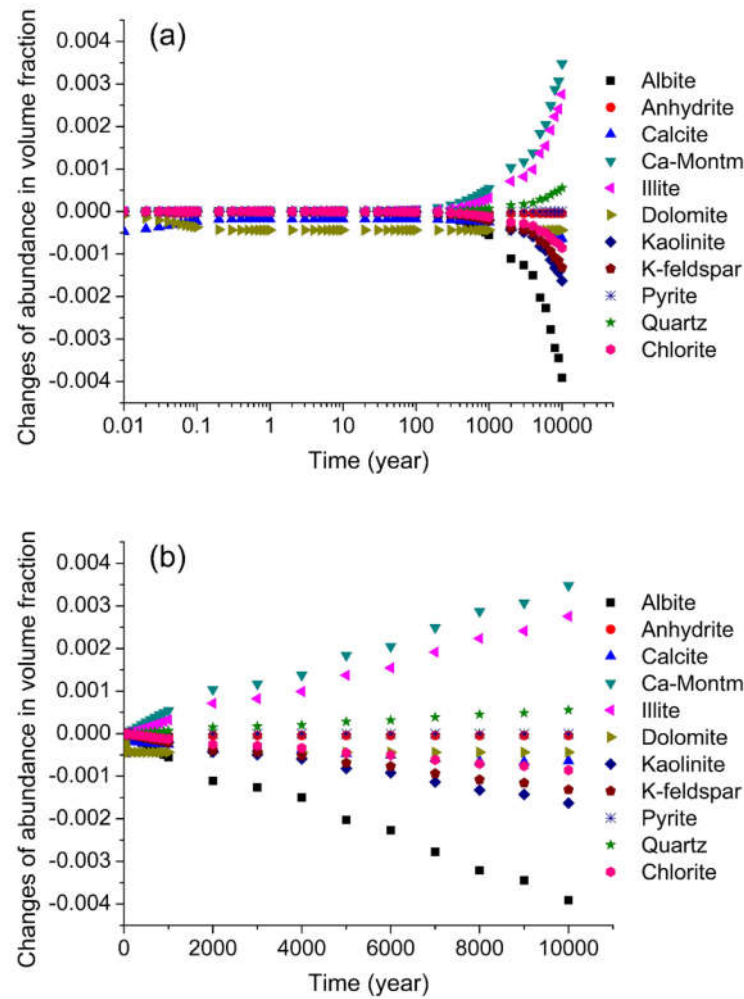 (a)
Changes of abundance in volume fraction
0.004
0.003
0.002
0.001
0.000
-0.001
-0.002
-0.003
-0.004
0.01
0.1
1
10
100
1000
10000
Time (year)
Albite
Anhydrite
Calcite
Ca-Montm
Illite
Dolomite
Kaolinite
K-feldspar
Pyrite
Quartz
Chlorite
(b)
Changes of abundance in volume fraction
0.004
0.003
0.002
0.001
0.000
-0.001
-0.002
-0.003
-0.004
0
2000
4000
6000
8000
10000
Time (year)
Albite
Anhydrite
Calcite
Ca-Montm
Illite
Dolomite
Kaolinite
K-feldspar
Pyrite
Quartz
Chlorite